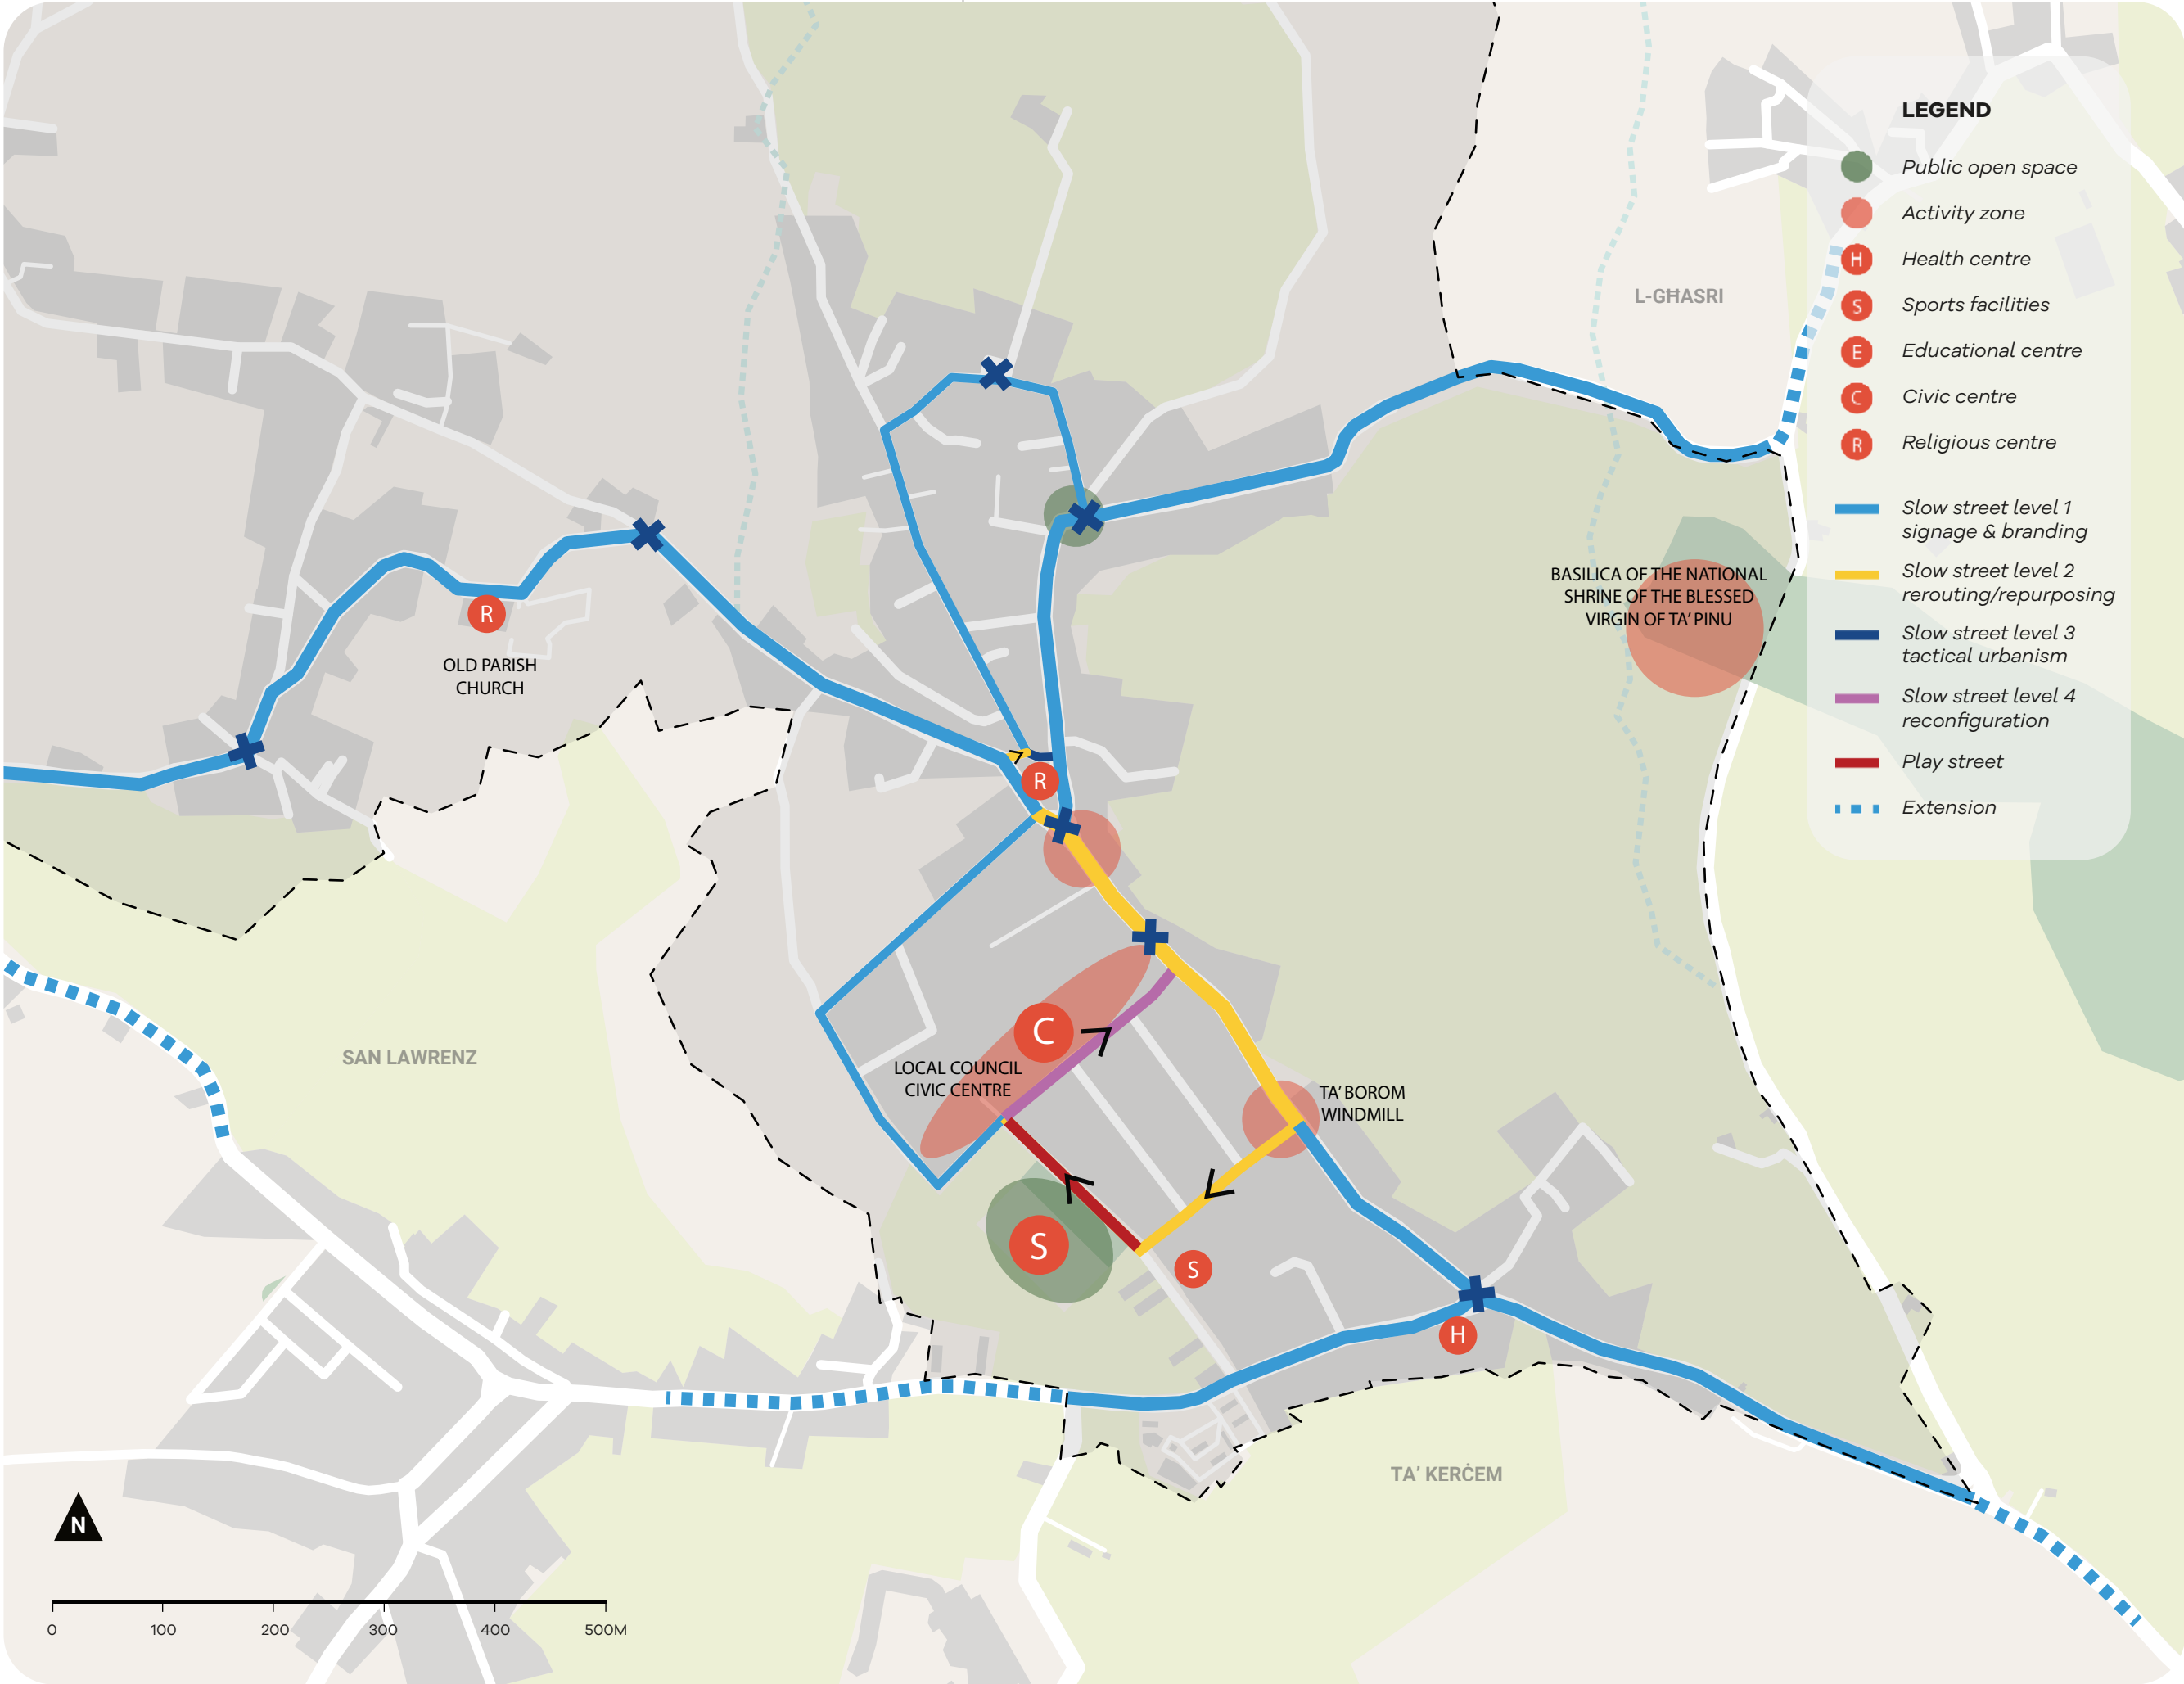 LEGEND
Public open space
Activity zone
H
Health centre
S
Sports facilities
E
Educational centre
C
Civic centre
R
Religious centre
Slow street level 1
signage & branding
Slow street level 2
rerouting/repurposing
Slow street level 3
tactical urbanism
Slow street level 4
reconfiguration
Play street
Extension
L-GĦASRI
BASILICA OF THE NATIONAL
SHRINE OF THE BLESSED
VIRGIN OF TA' PINU
R
OLD PARISH
CHURCH
R
C
SAN LAWRENZ
LOCAL COUNCIL
CIVIC CENTRE
TA' BOROM
WINDMILL
S
S
H
TA' KERĊEM
N
0 100 200 300 400 500M